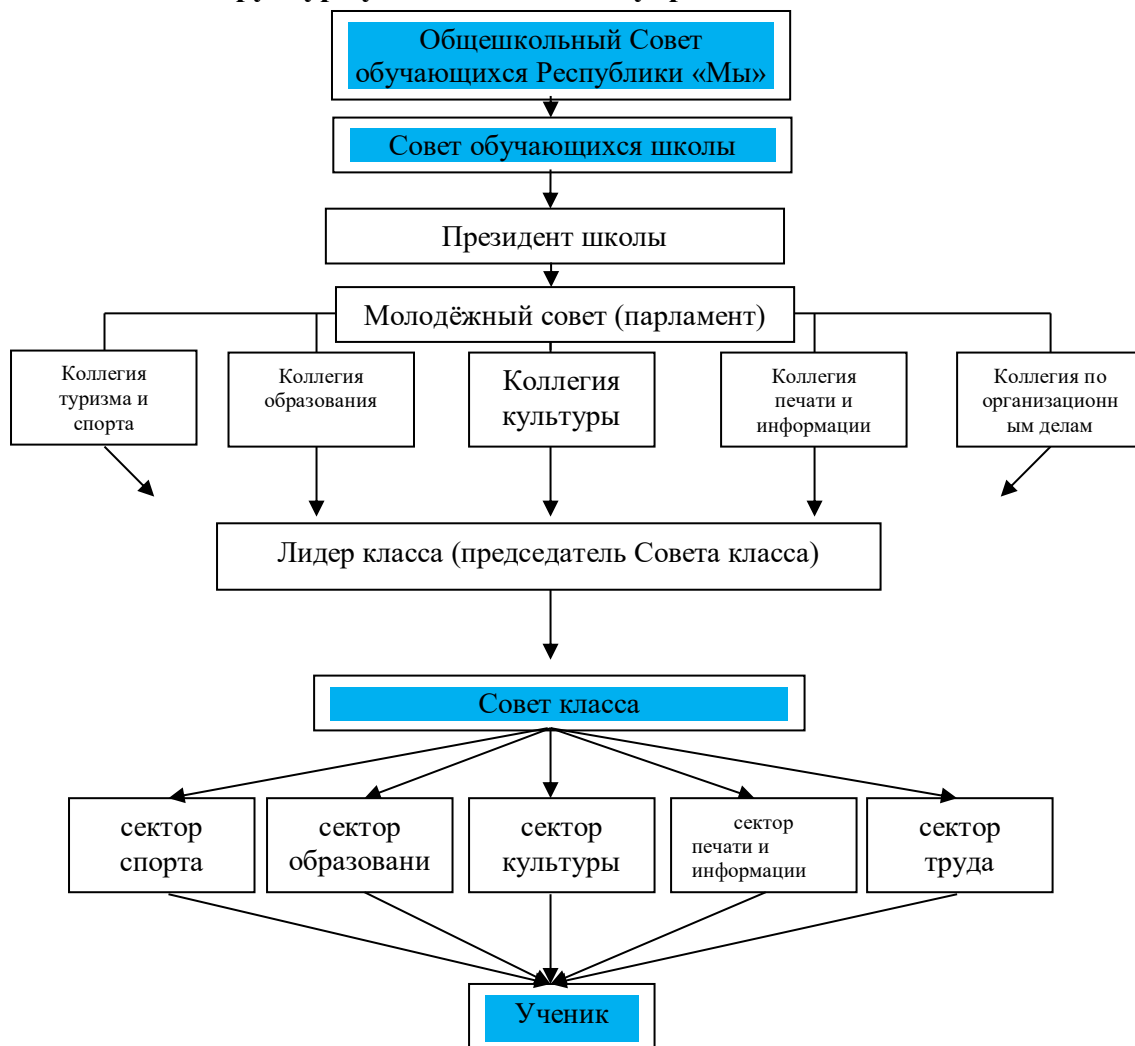 Общешкольный Совет
обучающихся Республики «Мы»
Совет обучающихся школы
Президент школы
Молодёжный совет (парламент)
Коллегия
туризма и
спорта
Коллегия
образования
Коллегия
культуры
Коллегия
печати и
информации
Коллегия по
организационн
ым делам
Лидер класса (председатель Совета класса)
Совет класса
сектор
спорта
сектор
образовани
сектор
культуры
сектор
печати и
информации
сектор
труда
Ученик